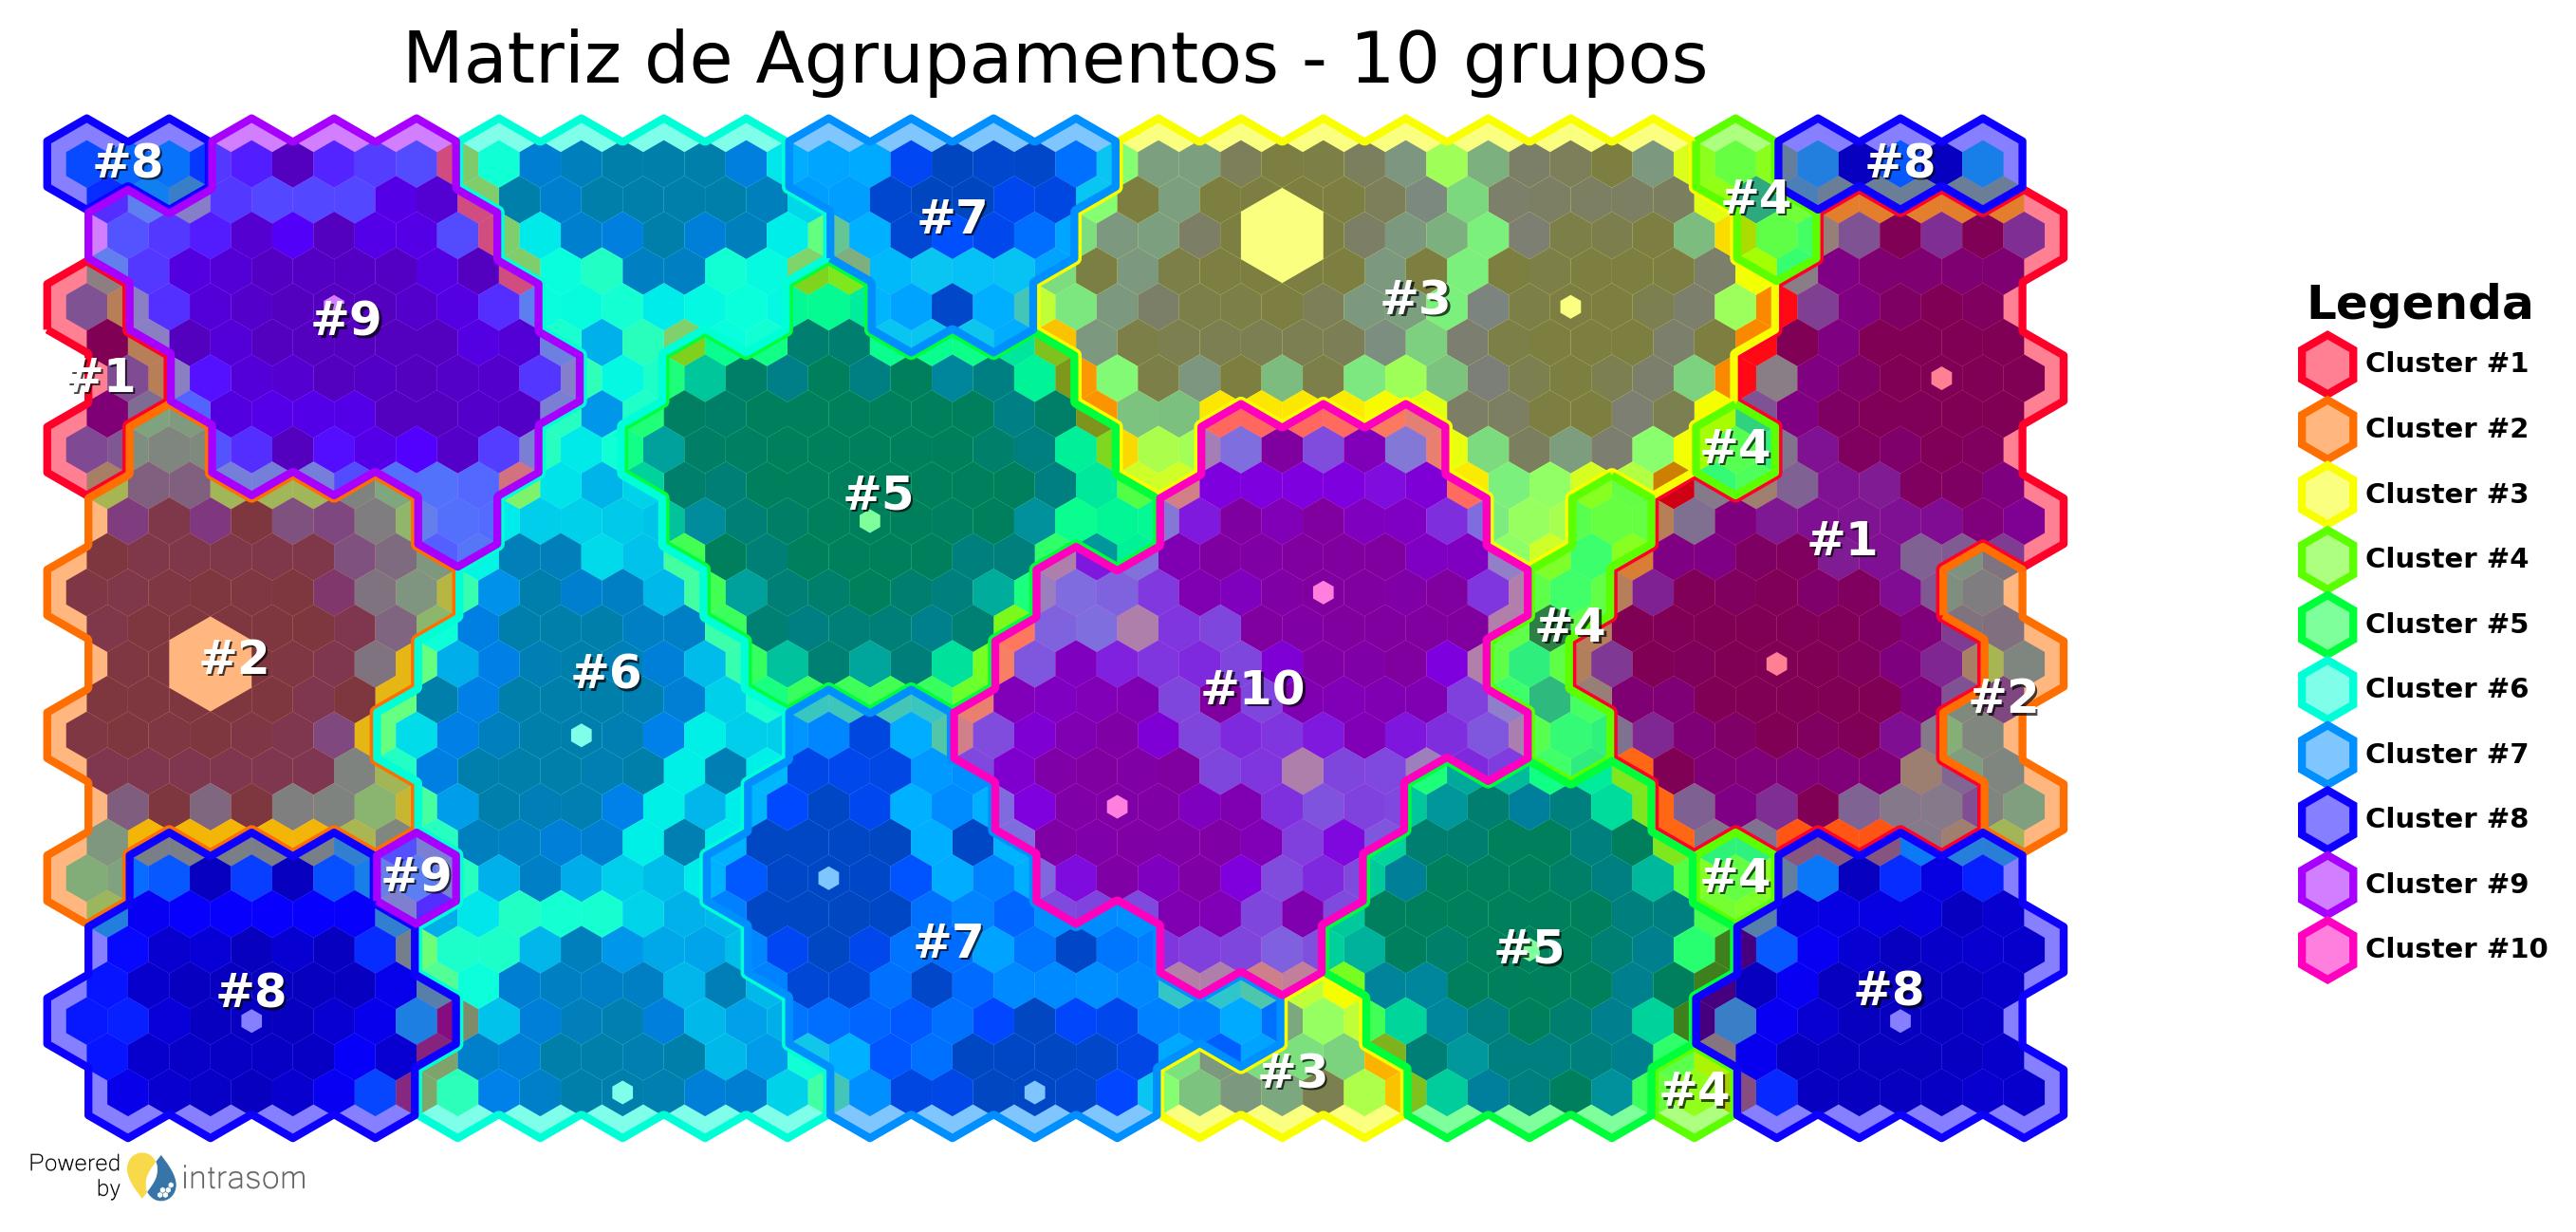 Matriz de Agrupamentos - 10 grupos
#8
#8
#4
#7
#3
#9
#1
#4
#5
#1
#4
#2
#6
#10
#2
#9
#4
#7
#5
#8
#8
#3
#4
Legenda
Cluster #1
Cluster #2
Cluster #3
Cluster #4
Cluster #5
Cluster #6
Cluster #7
Cluster #8
Cluster #9
Cluster #10
Powered
by
intrasom